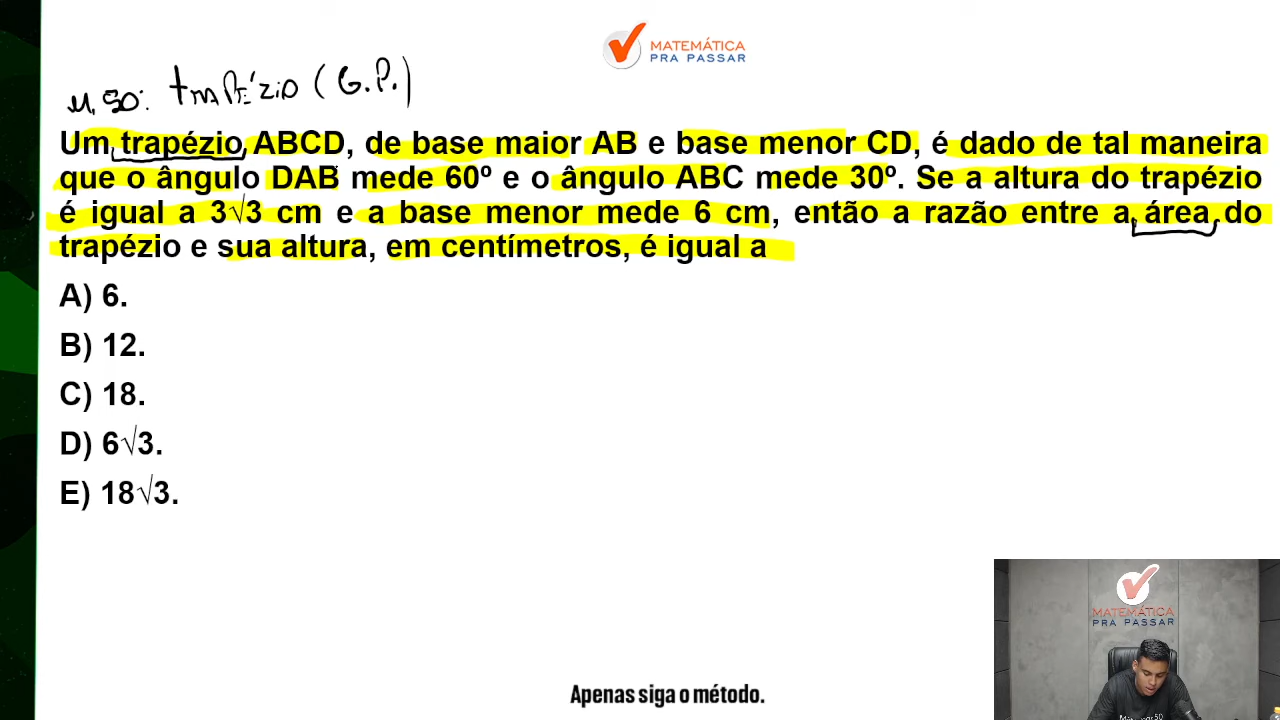 MATEMÁTICA
PRA PASSAR
M.50: trAPÉziO (G.P.)
Um trapézio ABCD, de base maior AB e base menor CD, é dado de tal maneira
que o ângulo DAB mede 60º e o ângulo ABC mede 30º. Se a altura do trapézio
é igual a 3√3 cm e a base menor mede 6 cm, então a razão entre a área do
trapézio e sua altura, em centímetros, é igual a
A) 6.
B) 12.
C) 18.
D) 6√3.
E) 18√3.
MATEMÁTICA
PRA PASSAR
Apenas siga o método.